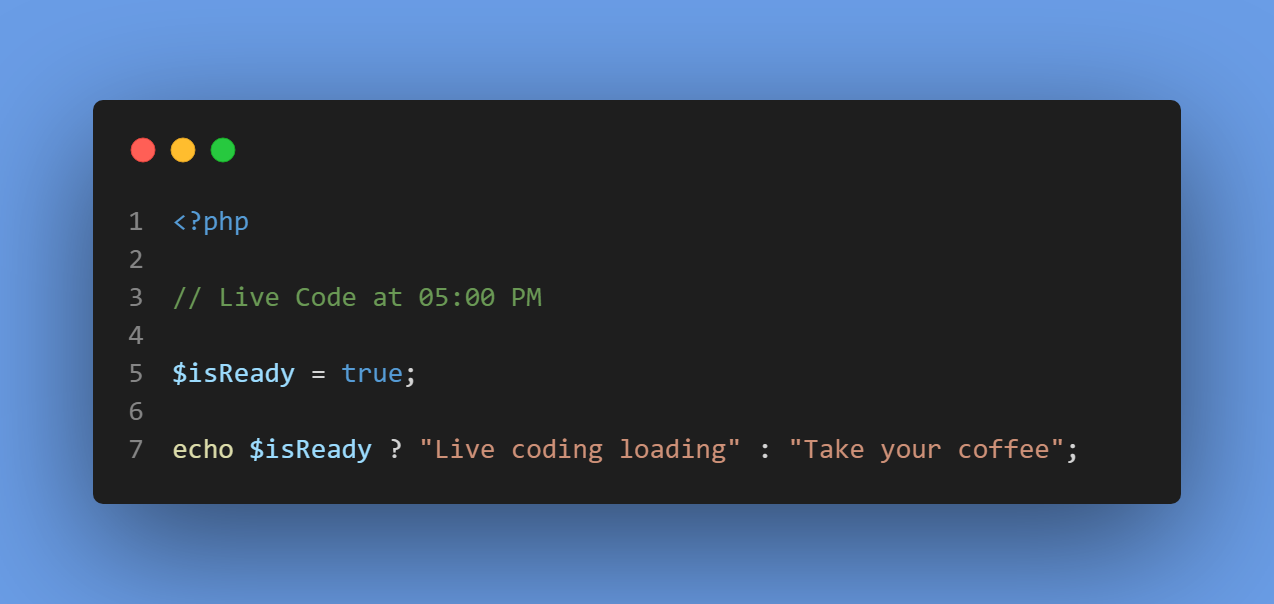 1 <?php
2
3 // Live Code at 05:00 PM
4
5 $isReady = true;
6
7 echo $isReady ? "Live coding loading" : "Take your coffee";